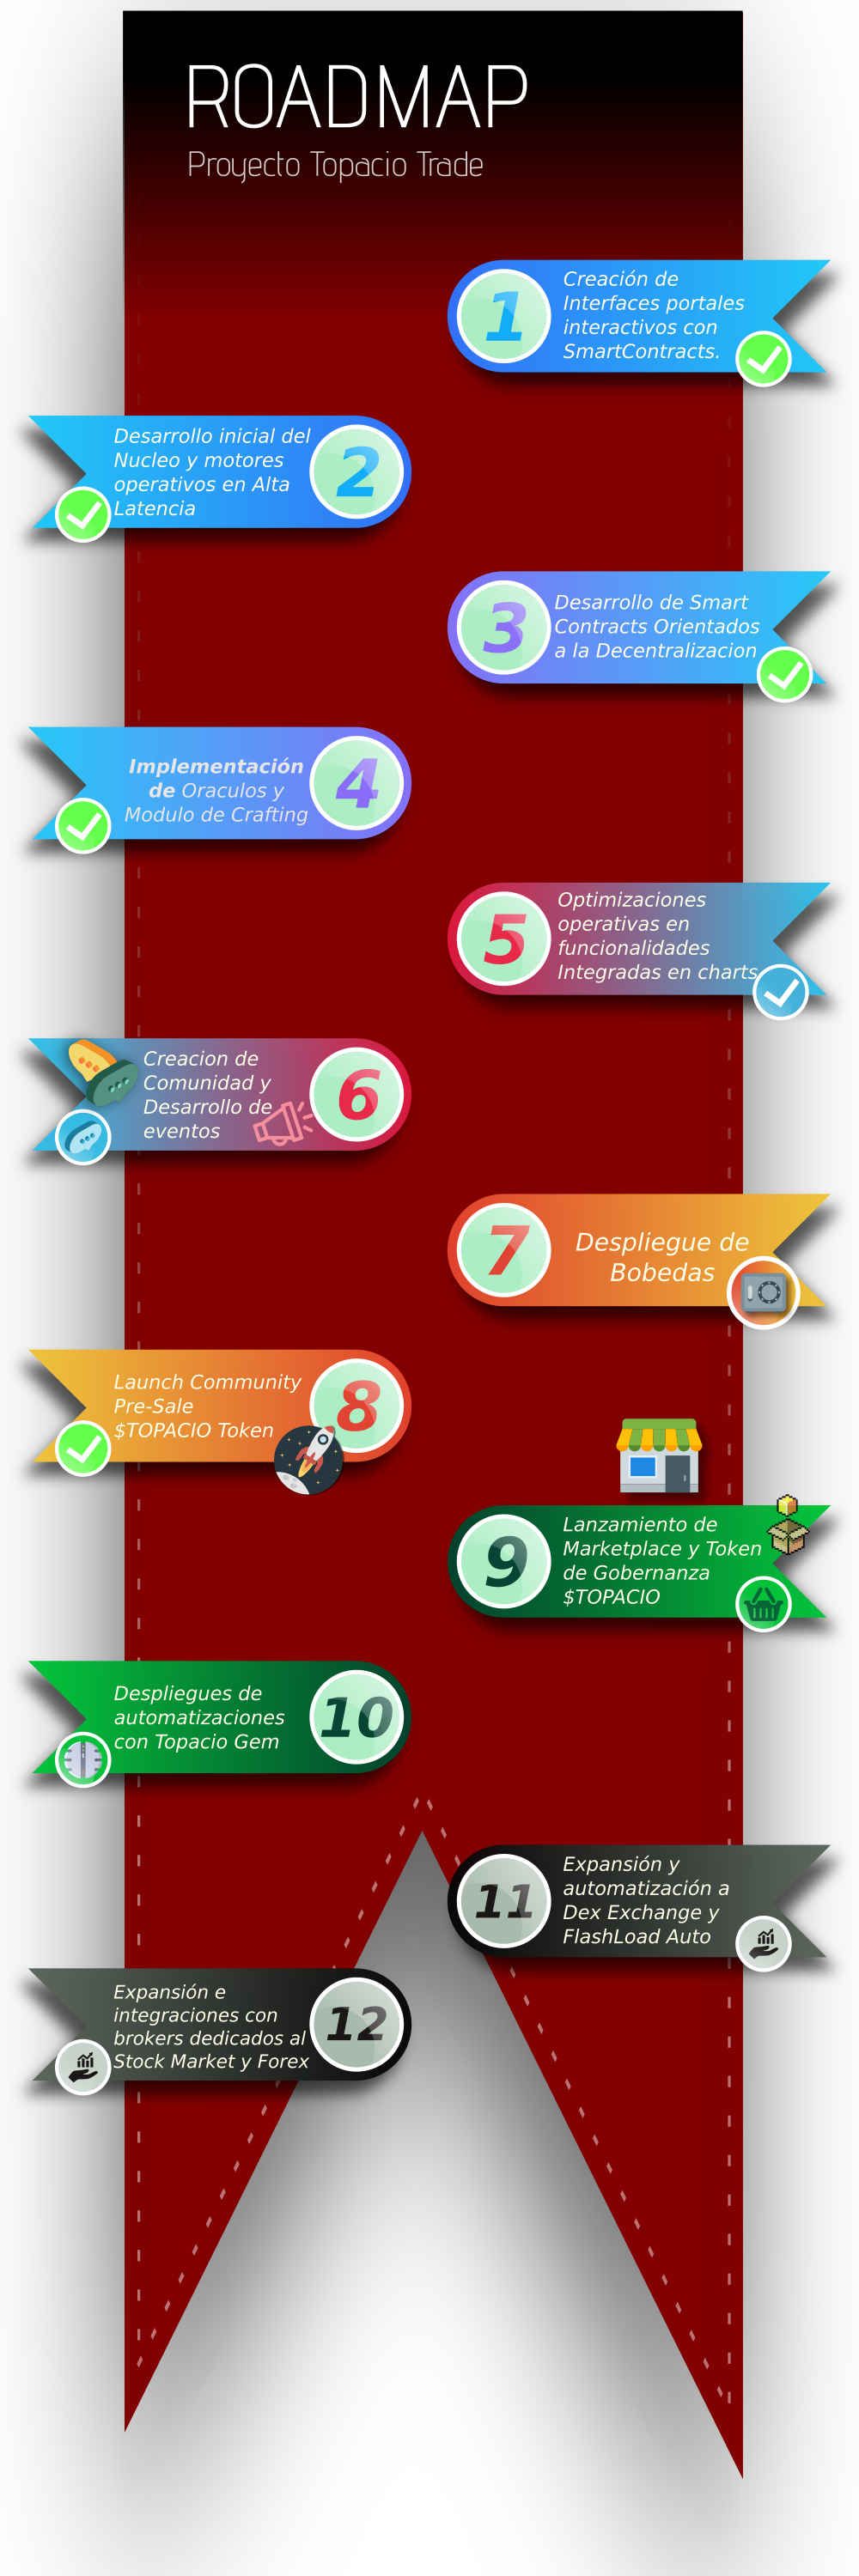 ROADMAP
Proyecto Topacio Trade
1
Creación de
Interfaces portales
interactivos con
SmartContracts.
2
Desarrollo inicial del
Nucleo y motores
operativos en Alta
Latencia
3
Desarrollo de Smart
Contracts Orientados
a la Decentralizacion
4
Implementación
de Oraculos y
Modulo de Crafting
5
Optimizaciones
operativas en
funcionalidades
Integradas en charts
6
Creacion de
Comunidad y
Desarrollo de
eventos
7
Despliegue de
Bobedas
8
Launch Community
Pre-Sale
$TOPACIO Token
9
Lanzamiento de
Marketplace y Token
de Gobernanza
$TOPACIO
10
Despliegues de
automatizaciones
con Topacio Gem
11
Expansión y
automatización a
Dex Exchange y
FlashLoad Auto
12
Expansión e
integraciones con
brokers dedicados al
Stock Market y Forex